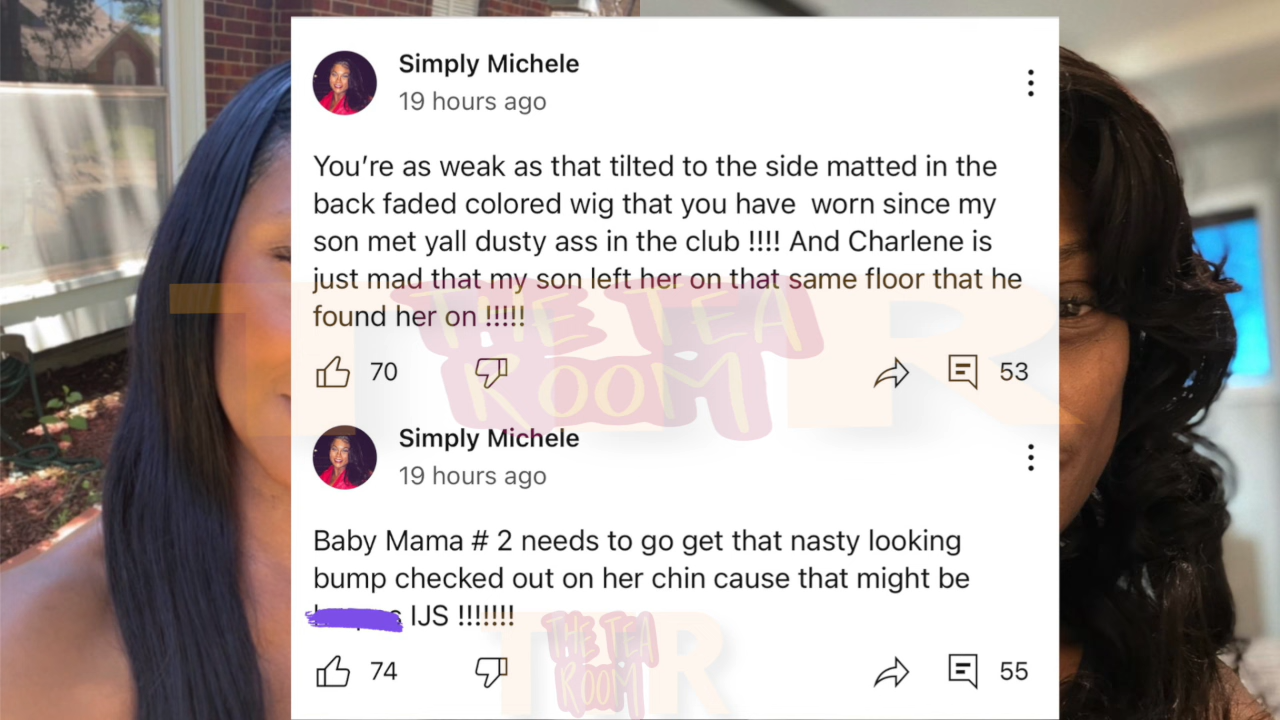 Simply Michele
19 hours ago
You’re as weak as that tilted to the side matted in the
back faded colored wig that you have  worn since my
son met yall dusty ass in the club !!!! And Charlene is
just mad that my son left her on that same floor that he
found her on !!!!!
70
53
THE TEA
ROOM
T R
Simply Michele
19 hours ago
Baby Mama # 2 needs to go get that nasty looking
bump checked out on her chin cause that might be
IJS !!!!!!!
74
55
THE TEA
ROOM
T R